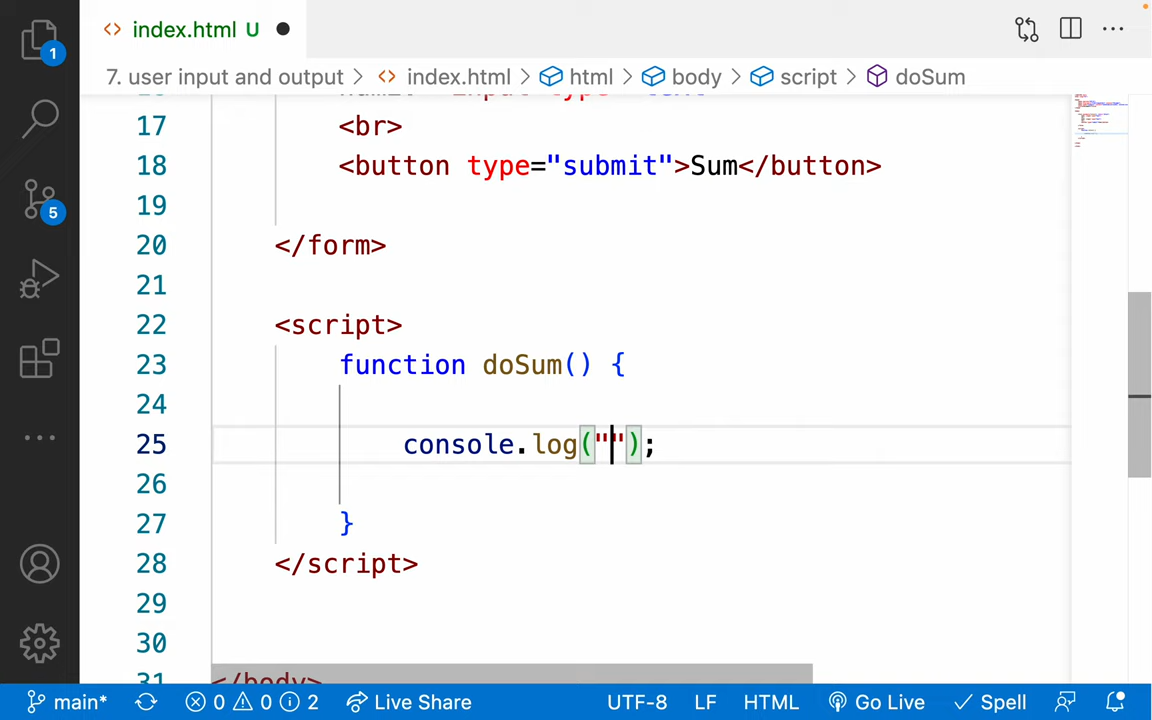 index.html U
7. user input and output > index.html > html > body > script > doSum
17 <br>
18 <button type="submit">Sum</button>
19
20 </form>
21
22 <script>
23 function doSum() {
24
25 console.log("");
26
27 }
28 </script>
29
30
31 </body>
1
5
main* 0 0 2 Live Share UTF-8 LF HTML Go Live Spell